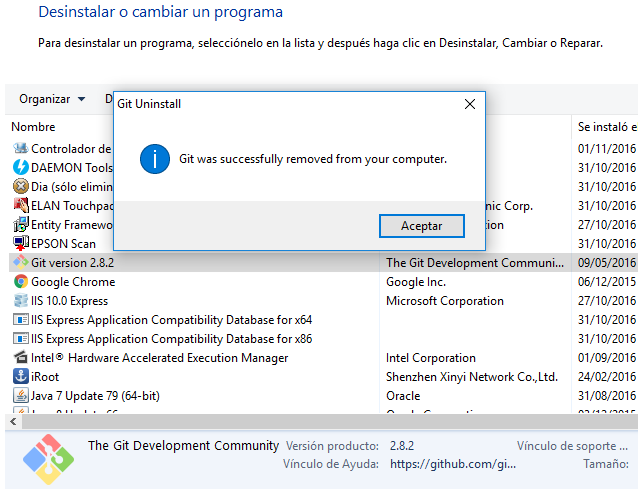 Desinstalar o cambiar un programa
Para desinstalar un programa, selecciónelo en la lista y después haga clic en Desinstalar, Cambiar o Reparar.
Organizar
Git Uninstall
Git was successfully removed from your computer.
Aceptar
Nombre Se instaló e
Controlador de 01/11/2016
DAEMON Tools 31/10/2016
Dia (sólo elimin 31/10/2016
ELAN Touchpa nic Corp. 31/10/2016
Entity Framewor tion 27/10/2016
EPSON Scan 31/10/2016
Git version 2.8.2 The Git Development Communi... 09/05/2016
Google Chrome Google Inc. 06/12/2015
IIS 10.0 Express Microsoft Corporation 27/10/2016
IIS Express Application Compatibility Database for x64 31/10/2016
IIS Express Application Compatibility Database for x86 31/10/2016
Intel® Hardware Accelerated Execution Manager Intel Corporation 01/09/2016
iRoot Shenzhen Xinyi Network Co.,Ltd. 24/02/2016
Java 7 Update 79 (64-bit) Oracle 31/08/2016
The Git Development Community Versión producto: 2.8.2 Vínculo de soporte ...
Vínculo de Ayuda: https://github.com/gi... Tamaño: